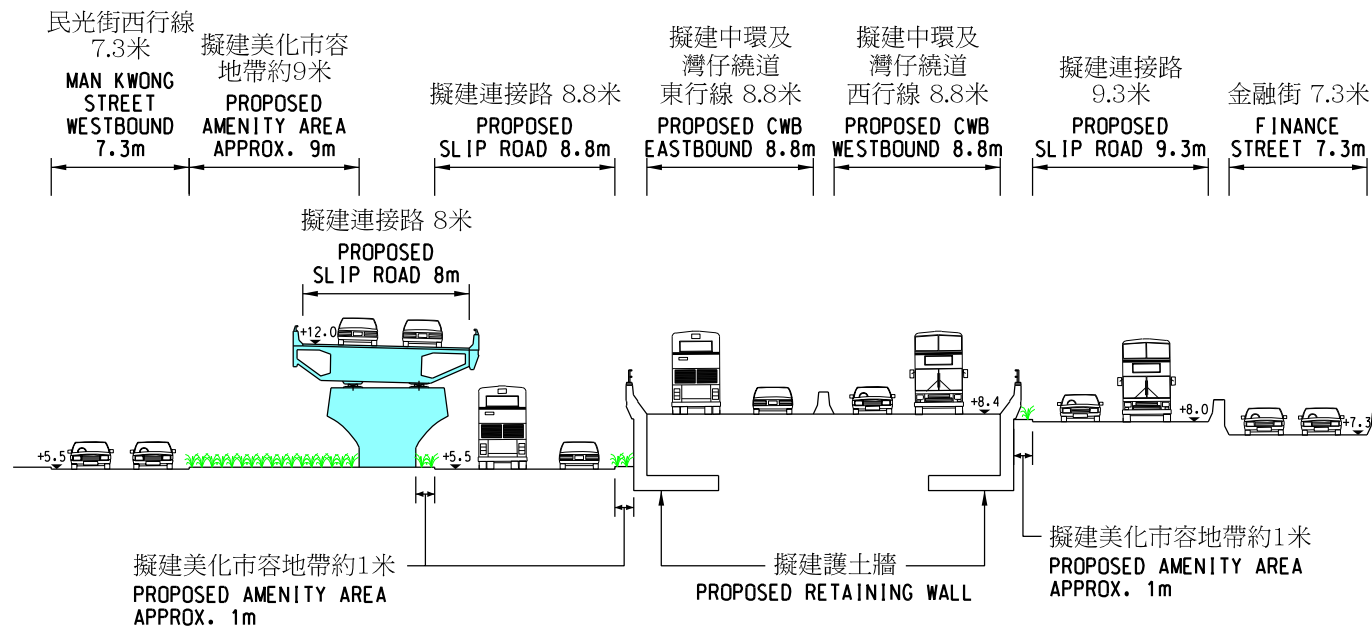 民光街西行線
7.3米
MAN KWONG
STREET
WESTBOUND
7.3m
擬建美化市容
地帶約9米
PROPOSED
AMENITY AREA
APPROX. 9m
擬建連接路 8.8米
PROPOSED
SLIP ROAD 8.8m
擬建中環及
灣仔繞道
東行線 8.8米
PROPOSED CWB
EASTBOUND 8.8m
擬建中環及
灣仔繞道
西行線 8.8米
PROPOSED CWB
WESTBOUND 8.8m
擬建連接路
9.3米
PROPOSED
SLIP ROAD 9.3m
金融街 7.3米
FINANCE
STREET 7.3m
擬建連接路 8米
PROPOSED
SLIP ROAD 8m
+12.0
+8.4
+8.0
+7.3
+5.5
+5.5
擬建美化市容地帶約1米
PROPOSED AMENITY AREA
APPROX. 1m
擬建護土牆
PROPOSED RETAINING WALL
擬建美化市容地帶約1米
PROPOSED AMENITY AREA
APPROX. 1m